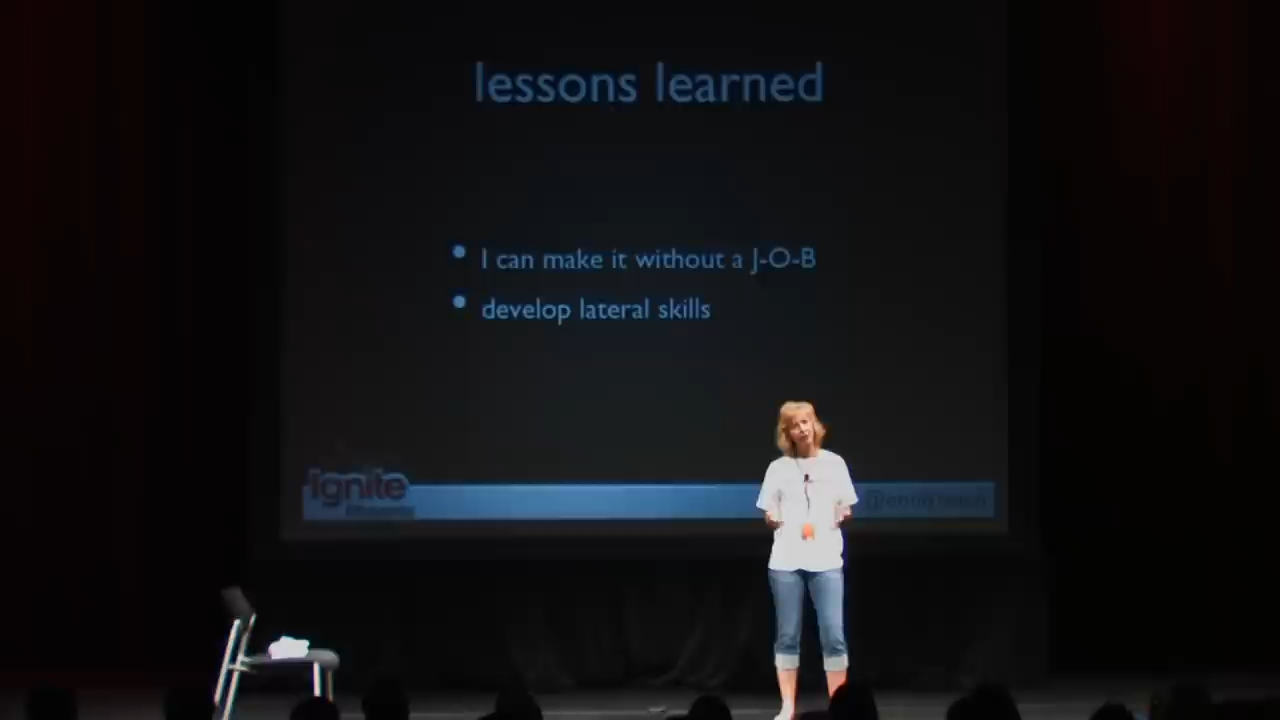 lessons learned
I can make it without a J-O-B
develop lateral skills
ignite